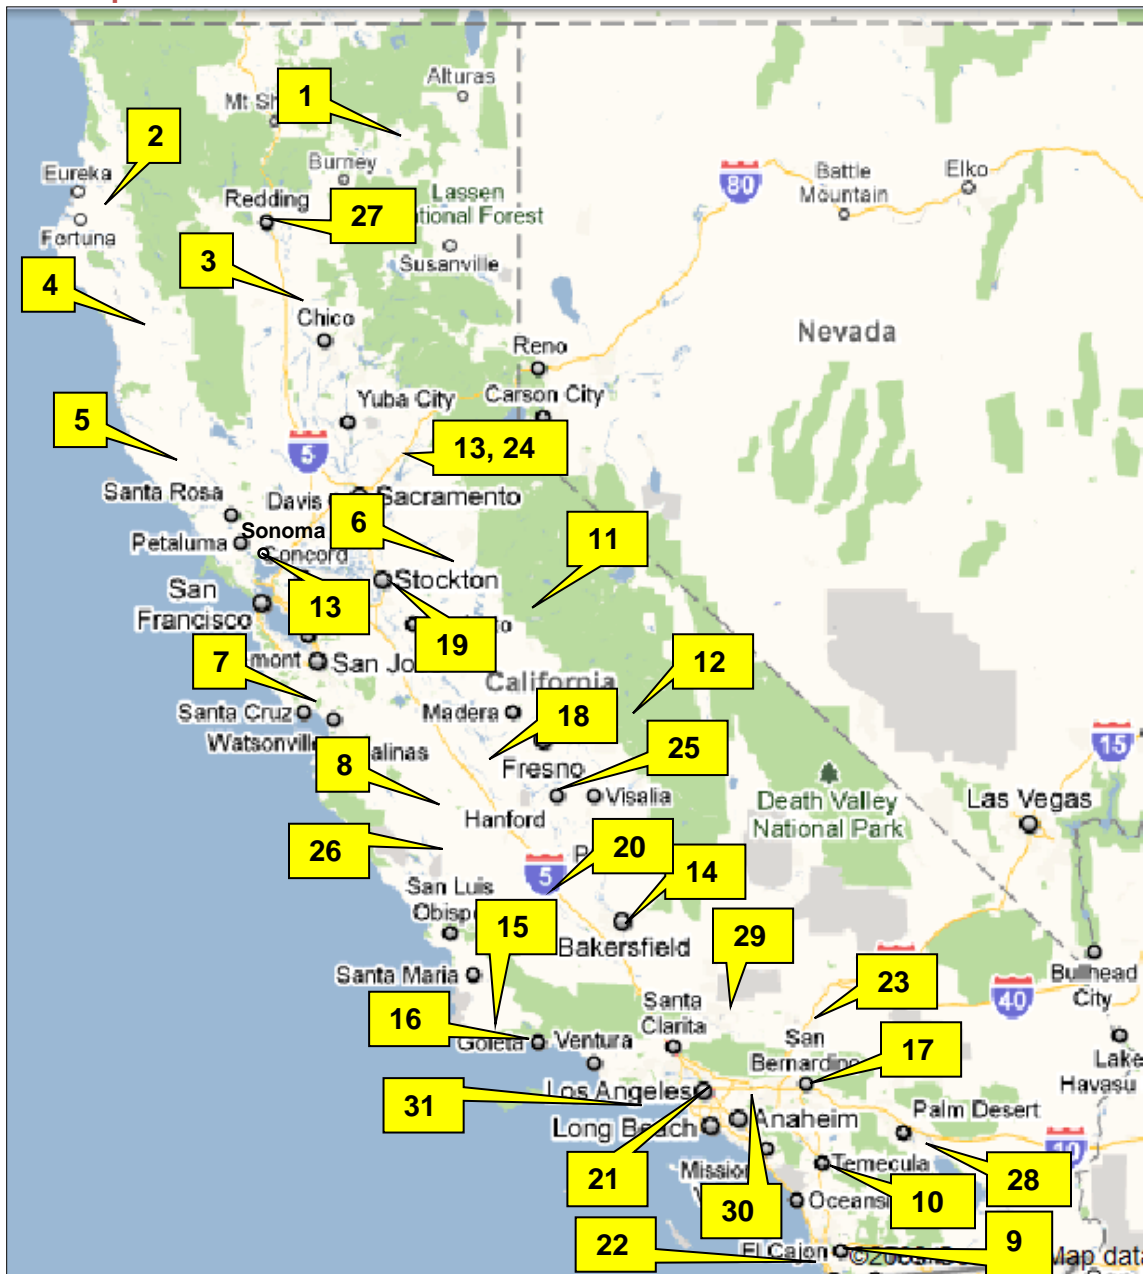 Alturas
1
Mt Sh
2
Burney
Eureka
Redding
Lassen
tional Forest
27
Fortuna
3
Susanville
4
Chico
Nevada
Reno
Carson City
Yuba City
5
5
13, 24
Santa Rosa
Davis
Sacramento
6
Sonoma
Petaluma
Concord
11
Stockton
San
Francisco
13
19
to
mont
San Jo
7
12
California
Santa Cruz
Madera
18
Watsonvill
alinas
Fresno
25
8
80
Battle
Mountain
Elko
15
Las Vegas
Visalia
Death Valley
National Park
Hanford
26
20
5
14
San Luis
Obisp
15
Bakersfield
29
Santa Maria
Santa
Clarita
23
40
Bullhead
City
16
Goleta
Ventura
San
Bernardino
17
Lake
Havasu
31
Los Angeles
Long Beach
Anaheim
Palm Desert
10
Mission
V
21
Temecula
28
30
Oceansi
10
22
El Cajon
9
Map data